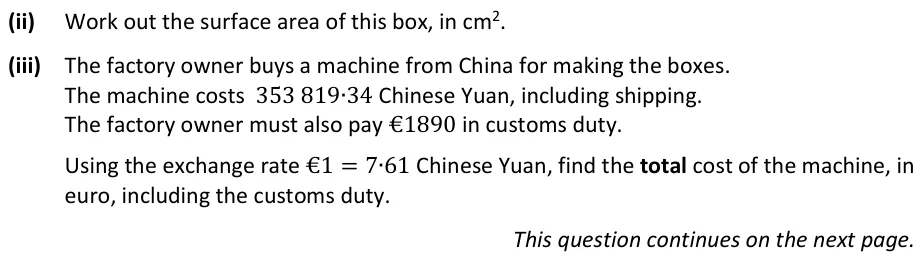 (ii) Work out the surface area of this box, in cm².
(iii) The factory owner buys a machine from China for making the boxes.
The machine costs 353 819·34 Chinese Yuan, including shipping.
The factory owner must also pay €1890 in customs duty.
Using the exchange rate €1 = 7·61 Chinese Yuan, find the total cost of the machine, in
euro, including the customs duty.
This question continues on the next page.